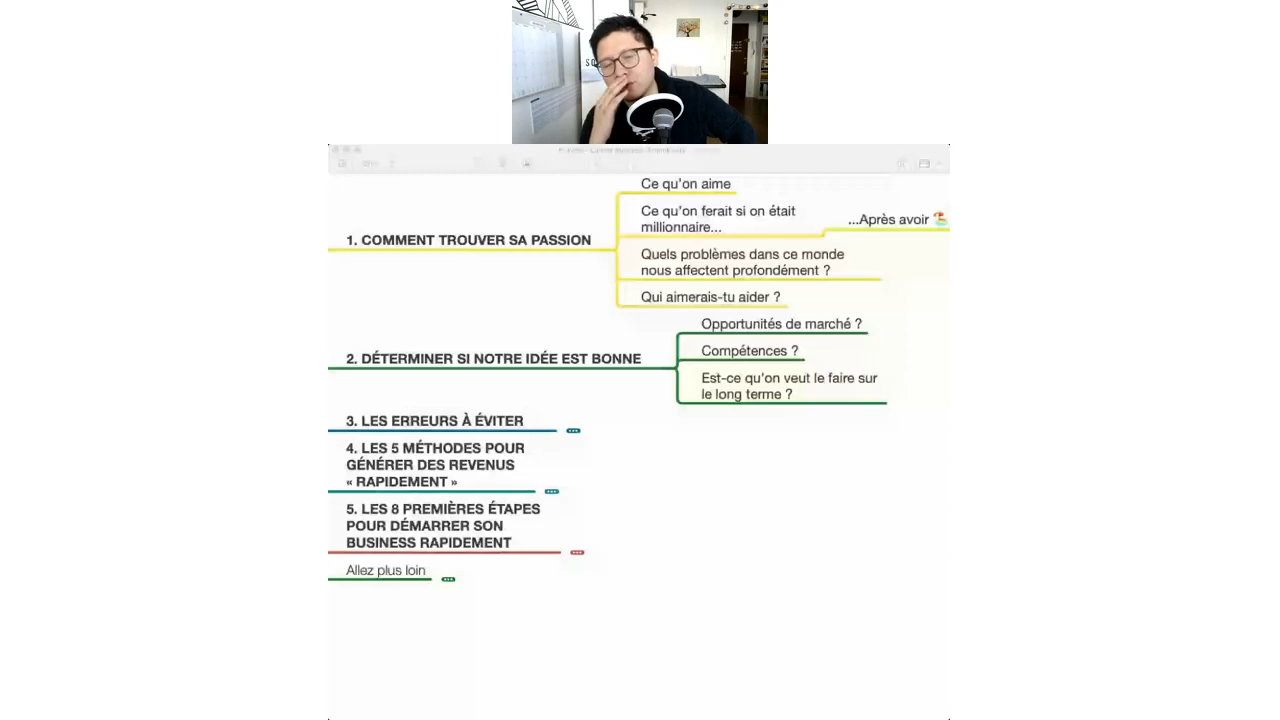 Ce qu'on aime
Ce qu'on ferait si on était
millionnaire...
...Après avoir
1. COMMENT TROUVER SA PASSION
Quels problèmes dans ce monde
nous affectent profondément ?
Qui aimerais-tu aider ?
Opportunités de marché ?
2. DÉTERMINER SI NOTRE IDÉE EST BONNE
Compétences ?
Est-ce qu'on veut le faire sur
le long terme ?
3. LES ERREURS À ÉVITER
4. LES 5 MÉTHODES POUR
GÉNÉRER DES REVENUS
« RAPIDEMENT »
5. LES 8 PREMIÈRES ÉTAPES
POUR DÉMARRER SON
BUSINESS RAPIDEMENT
Allez plus loin